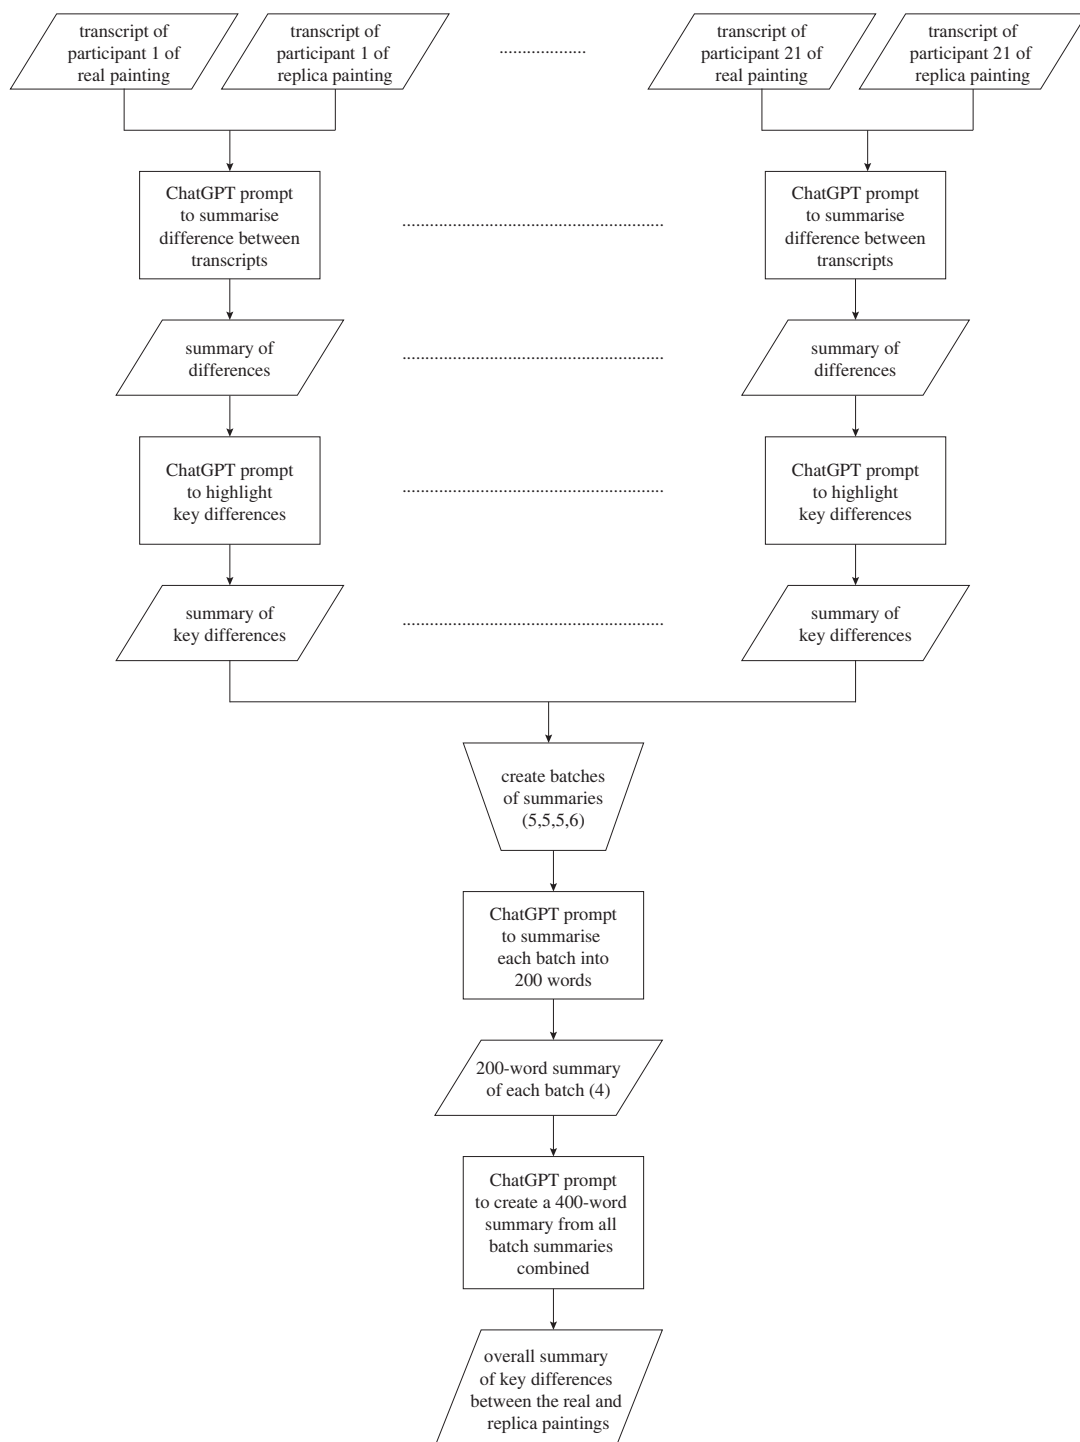 transcript of
participant 1 of
real painting
transcript of
participant 1 of
replica painting
..................
transcript of
participant 21 of
real painting
transcript of
participant 21 of
replica painting
ChatGPT prompt
to summarise
difference between
transcripts
ChatGPT prompt
to summarise
difference between
transcripts
summary of
differences
summary of
differences
ChatGPT prompt
to highlight
key differences
ChatGPT prompt
to highlight
key differences
summary of
key differences
summary of
key differences
create batches
of summaries
(5,5,5,6)
ChatGPT prompt
to summarise
each batch into
200 words
200-word summary
of each batch (4)
ChatGPT prompt
to create a 400-word
summary from all
batch summaries
combined
overall summary
of key differences
between the real and
replica paintings